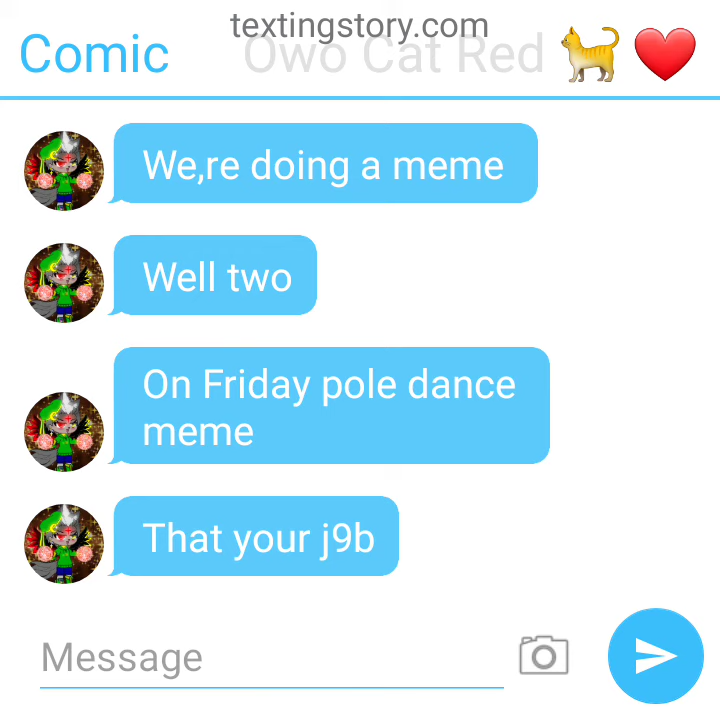 textingstory.com
Comic Owo Cat Red 🐈 ❤️
We,re doing a meme
Well two
On Friday pole dance
meme
That your j9b
Message